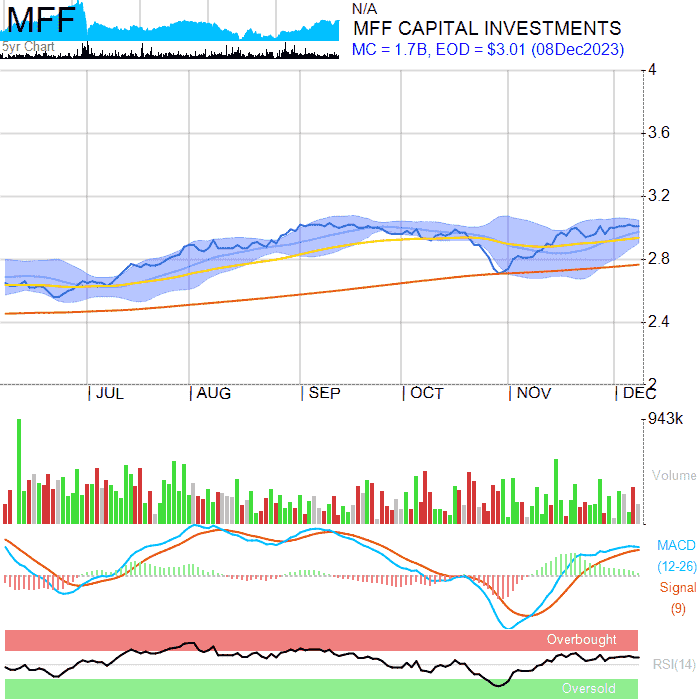 MFF
5yr Chart
N/A
MFF CAPITAL INVESTMENTS
MC = 1.7B, EOD = $3.01 (08Dec2023)
4
3.6
3.2
2.8
2.4
2
JUL AUG SEP OCT NOV DEC
943k
Volume
MACD
(12-26)
Signal
(9)
Overbought
RSI(14)
Oversold